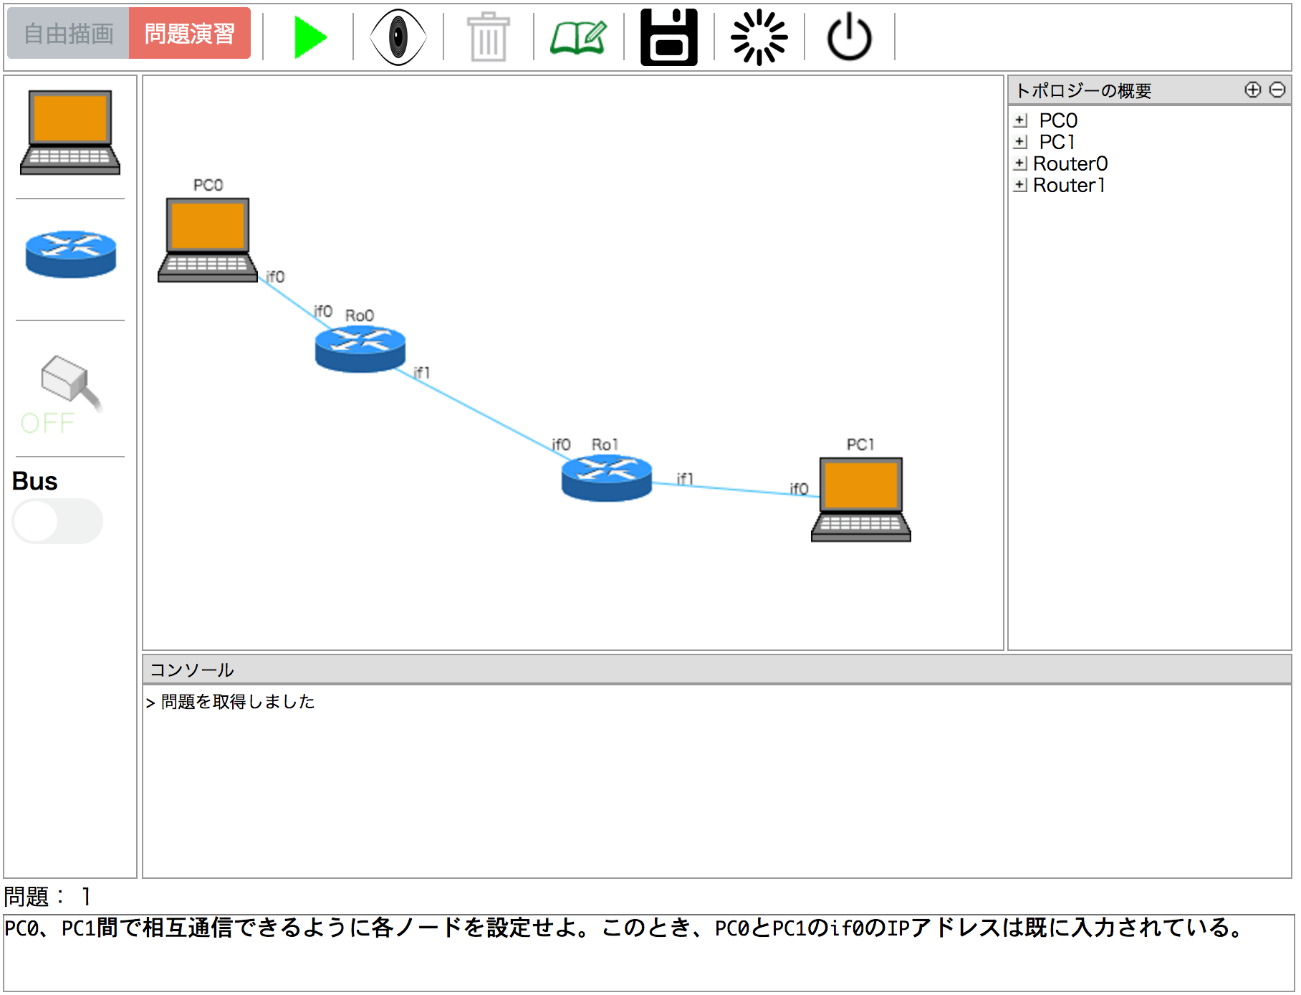 自由描画 問題演習
OFF
Bus
PC0
if0
if0 Ro0
if1
if0 Ro1
if1
if0
PC1
トポロジーの概要
PC0
PC1
Router0
Router1
コンソール
> 問題を取得しました
問題： 1
PC0、PC1間で相互通信できるように各ノードを設定せよ。このとき、PC0とPC1のif0のIPアドレスは既に入力されている。